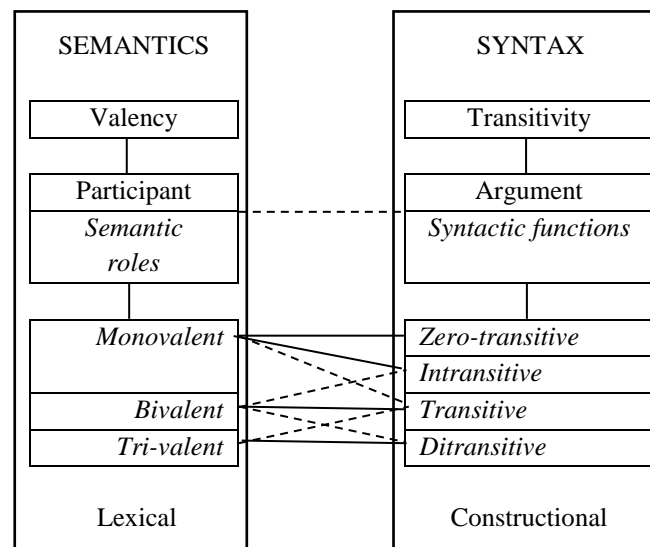 SEMANTICS
Valency
Participant
Semantic
roles
Monovalent
Bivalent
Tri-valent
Lexical
SYNTAX
Transitivity
Argument
Syntactic functions
Zero-transitive
Intransitive
Transitive
Ditransitive
Constructional